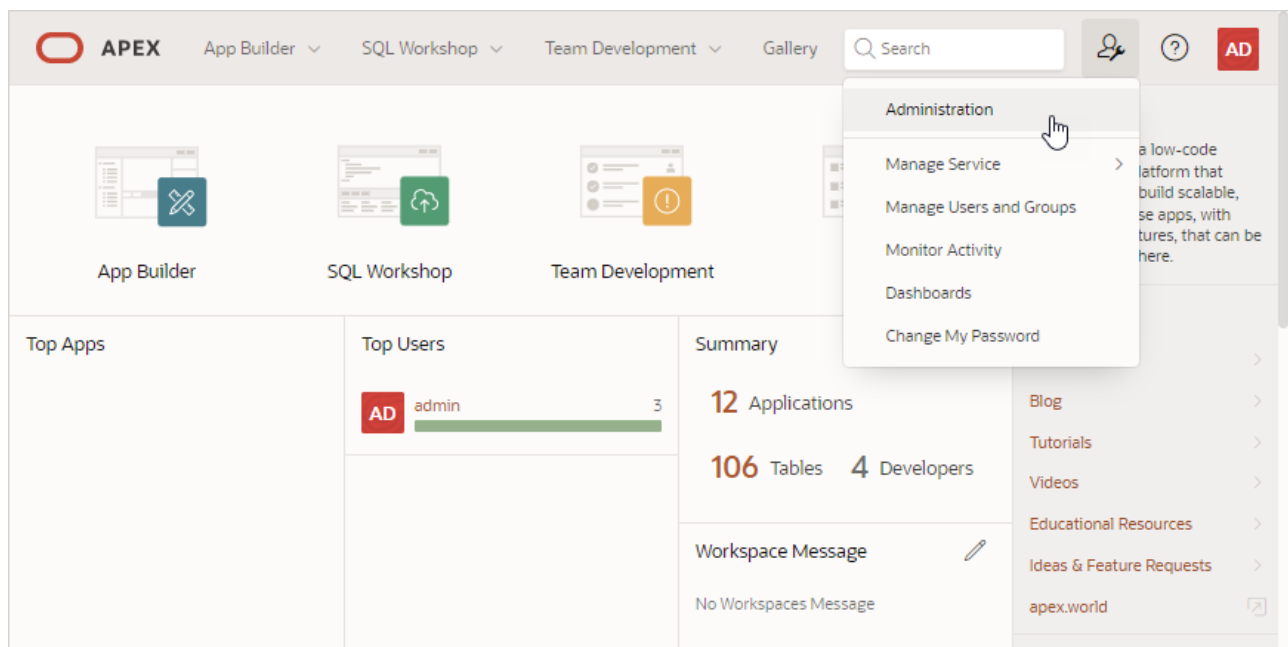 APEX
App Builder
SQL Workshop
Team Development
Gallery
Search
AD
Administration
Manage Service
Manage Users and Groups
Monitor Activity
Dashboards
Change My Password
a low-code
latform that
build scalable,
se apps, with
tures, that can be
here.
App Builder
SQL Workshop
Team Development
Top Apps
Top Users
AD admin 3
Summary
12 Applications
106 Tables 4 Developers
Workspace Message
No Workspaces Message
Blog
Tutorials
Videos
Educational Resources
Ideas & Feature Requests
apex.world